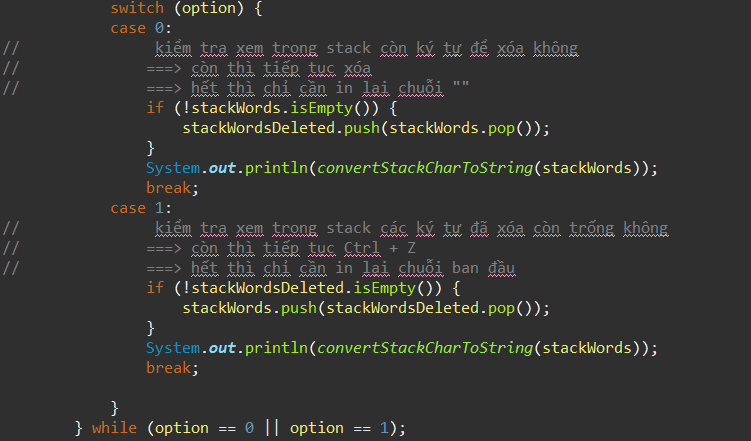 switch (option) {
case 0:
// kiểm tra xem trong stack còn ký tự để xóa không
// ===> còn thì tiếp tục xóa
// ===> hết thì chỉ cần in lại chuỗi ""
if (!stackWords.isEmpty()) {
stackWordsDeleted.push(stackWords.pop());
}
System.out.println(convertStackCharToString(stackWords));
break;
case 1:
// kiểm tra xem trong stack các ký tự đã xóa còn trống không
// ===> còn thì tiếp tục Ctrl + Z
// ===> hết thì chỉ cần in lại chuỗi ban đầu
if (!stackWordsDeleted.isEmpty()) {
stackWords.push(stackWordsDeleted.pop());
}
System.out.println(convertStackCharToString(stackWords));
break;
}
} while (option == 0 || option == 1);